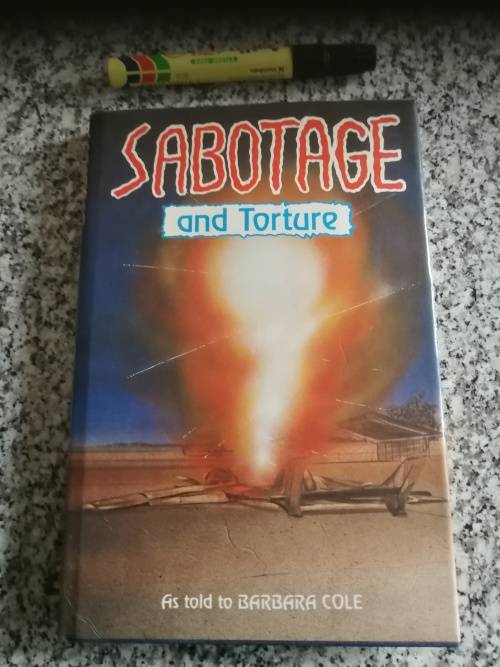 SABOTAGE
and Torture
As told to BARBARA COLE